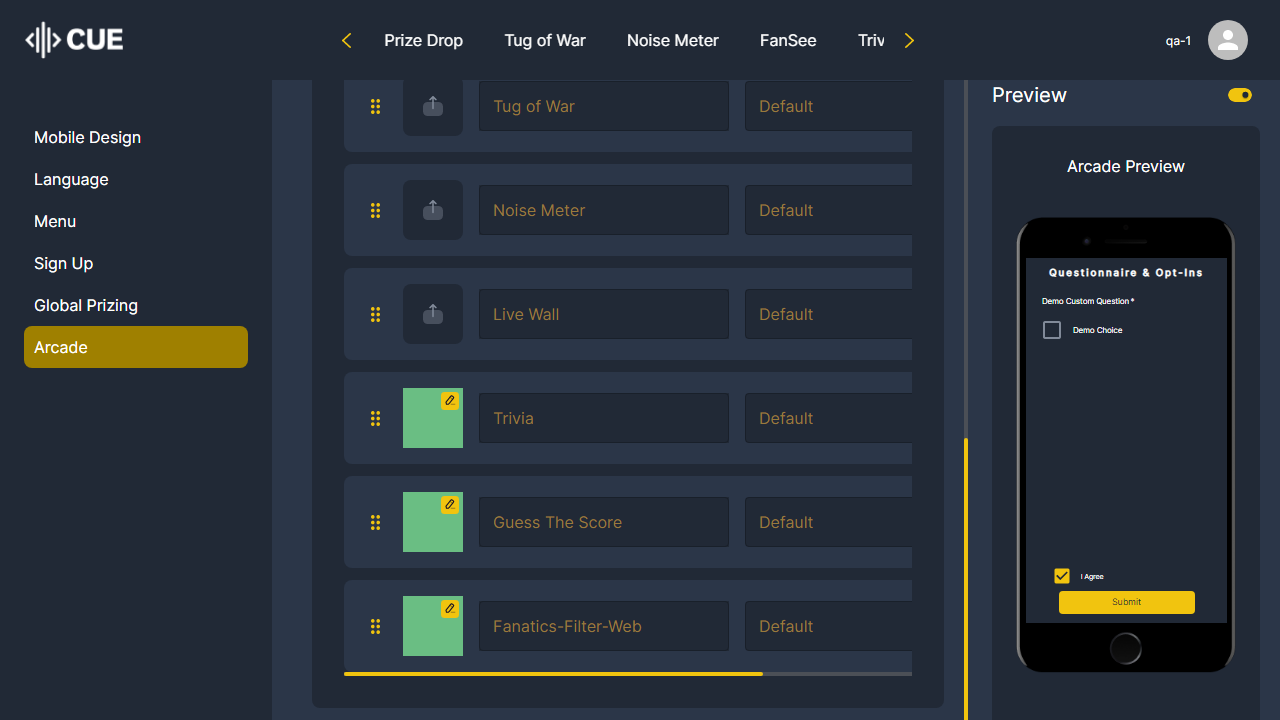 CUE
Prize Drop
Tug of War
Noise Meter
FanSee
Triv
qa-1
Mobile Design
Language
Menu
Sign Up
Global Prizing
Arcade
Tug of War
Default
Noise Meter
Default
Live Wall
Default
Trivia
Default
Guess The Score
Default
Fanatics-Filter-Web
Default
Preview
Arcade Preview
Questionnaire & Opt-Ins
Demo Custom Question *
Demo Choice
I Agree
Submit